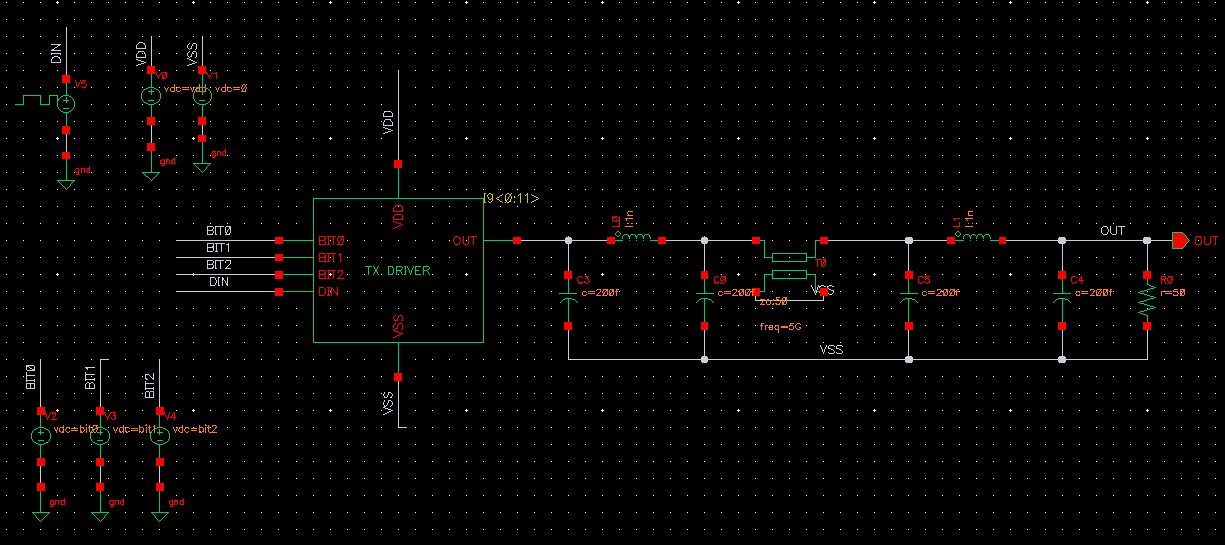 DIN
V5
gnd
VDD
V0
vdc=vdd
gnd
VSS
V1
vdc=0
gnd
VDD
I9<0:11>
BIT0
BIT1
BIT2
DIN
VDD
BIT0
BIT1
BIT2
DIN
TX DRIVER
OUT
VSS
VSS
L0
l:1n
C3
c=200f
C0
c=200f
T0
VSS
zo:50
freq=5G
C5
c=200f
L1
l:1n
C4
c=200f
OUT
R0
r=50
OUT
VSS
BIT0
V2
vdc=bit0
gnd
BIT1
V3
vdc=bit1
gnd
BIT2
V4
vdc=bit2
gnd